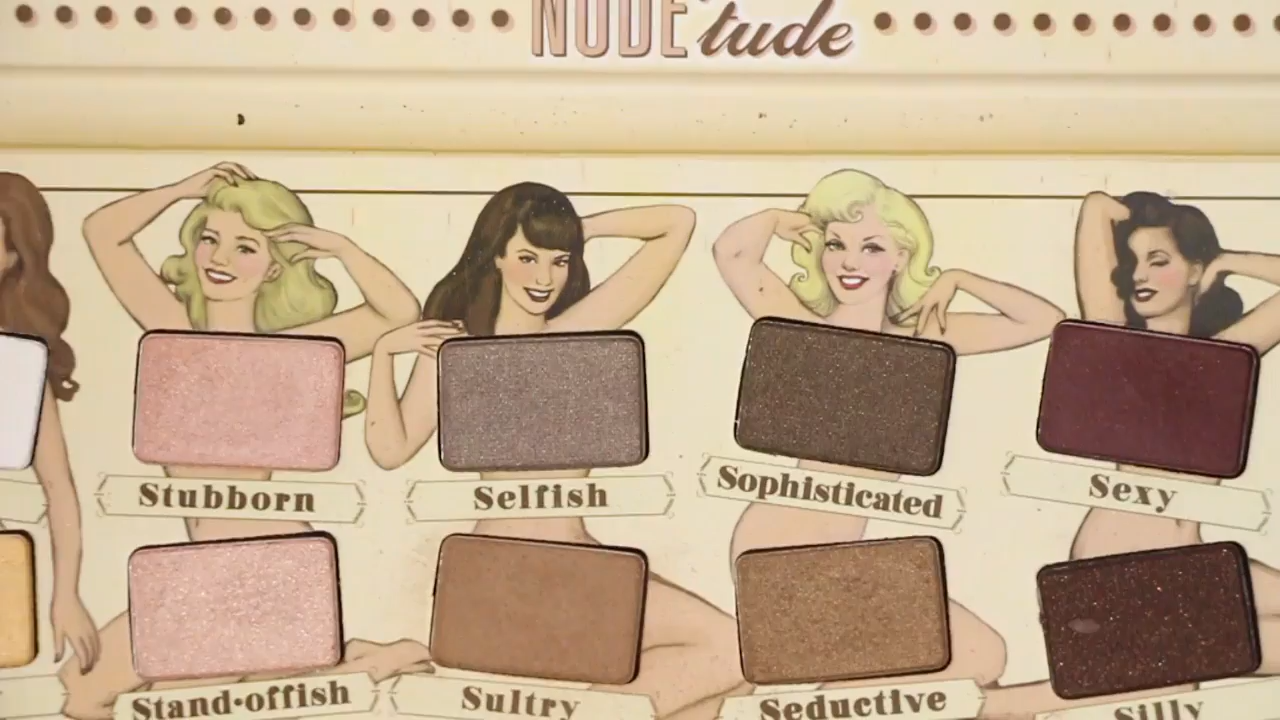 NUDE'tude
Stubborn
Selfish
Sophisticated
Sexy
Stand•offish
Sultry
Seductive
Silly